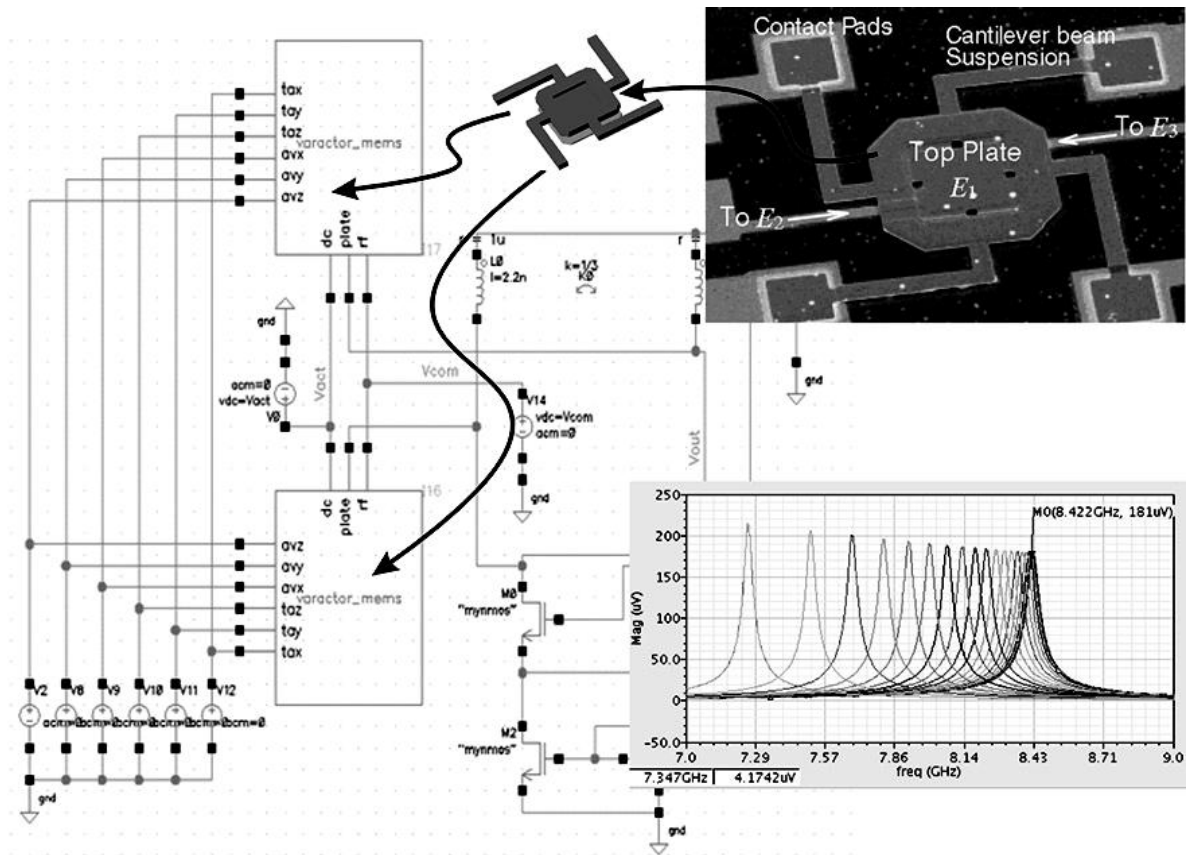 Contact Pads
Cantilever beam
Suspension
To E3
Top Plate
E1
To E2
tax
tay
taz
avx
avy
avz
varactor_mems
dc
plate
rf
I17
r
1u
L0
l=2.2n
k=1/3
K0
r
gnd
acm=0
vdc=Vact
V0
Vact
Vcom
V14
vdc=Vcom
acm=0
gnd
Vout
gnd
I16
dc
plate
rf
avz
avy
avx
taz
tay
tax
varactor_mems
M0
"mynmos"
M2
"mynmos"
V2
V8
V9
V10
V11
V12
acm=0
gnd
gnd
M0(8.422GHz, 181uV)
250
200
150
100
50.0
0
-50.0
Mag (uV)
7.0
7.29
7.57
7.86
8.14
8.43
8.71
9.0
freq (GHz)
7.347GHz
4.1742uV